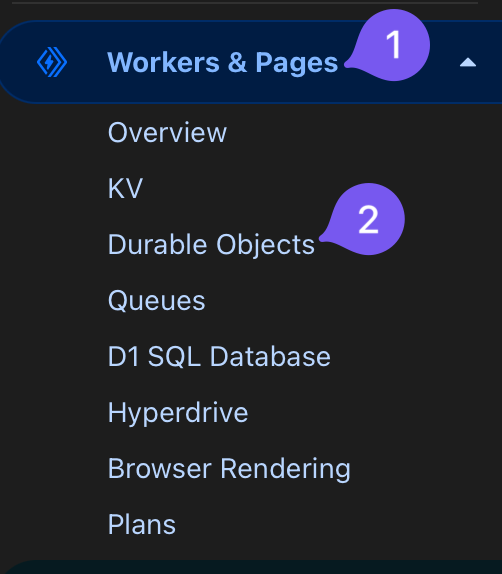 Workers & Pages 1
Overview
KV
Durable Objects 2
Queues
D1 SQL Database
Hyperdrive
Browser Rendering
Plans